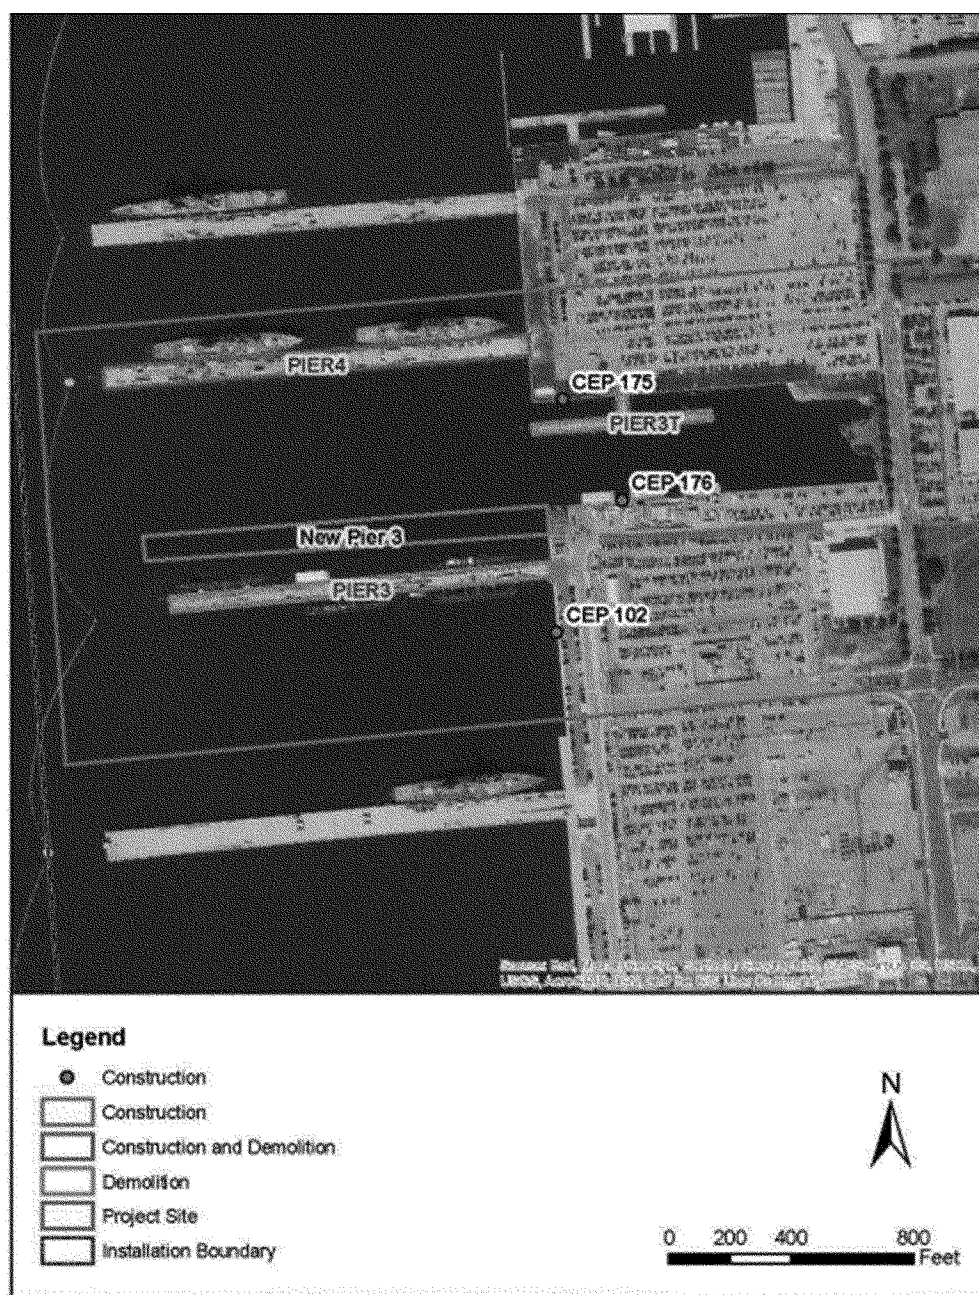 PIER4
CEP 175
PIER3T
CEP 176
New Pier 3
PIER3
CEP 102
Legend
Construction
Construction
Construction and Demolition
Demolition
Project Site
Installation Boundary
N
0 200 400 800
Feet